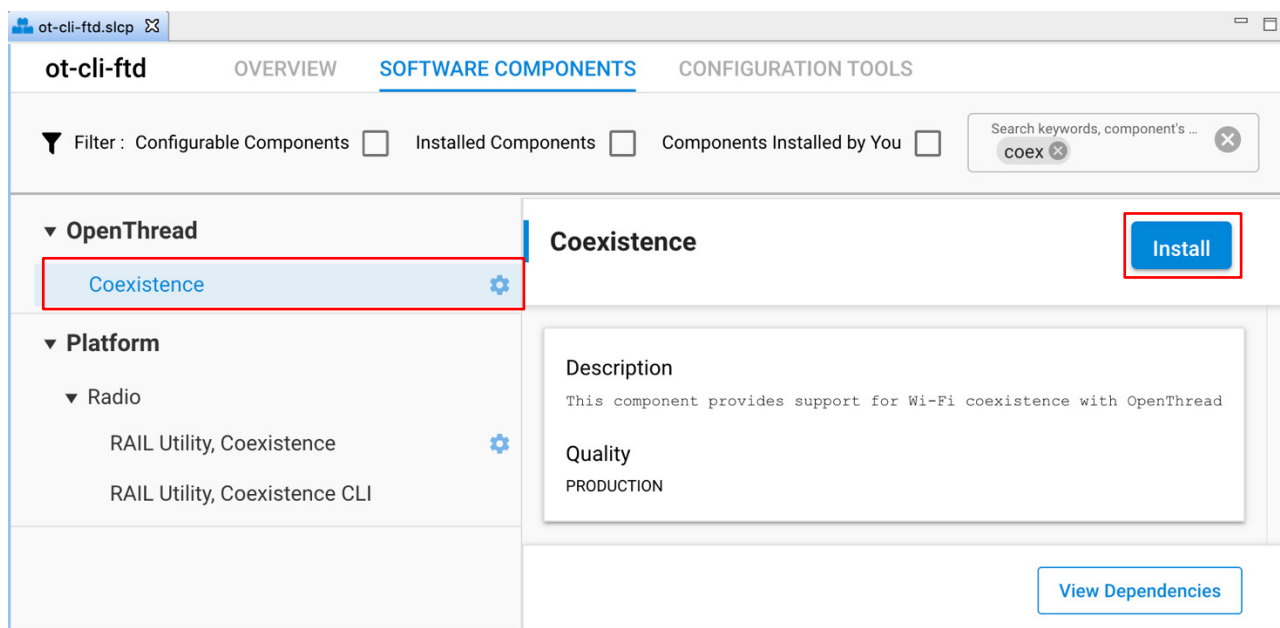 ot-cli-ftd.slcp
ot-cli-ftd OVERVIEW SOFTWARE COMPONENTS CONFIGURATION TOOLS
Filter : Configurable Components Installed Components Components Installed by You
Search keywords, component's ...
coex
OpenThread
Coexistence
Platform
Radio
RAIL Utility, Coexistence
RAIL Utility, Coexistence CLI
Coexistence
Install
Description
This component provides support for Wi-Fi coexistence with OpenThread
Quality
PRODUCTION
View Dependencies